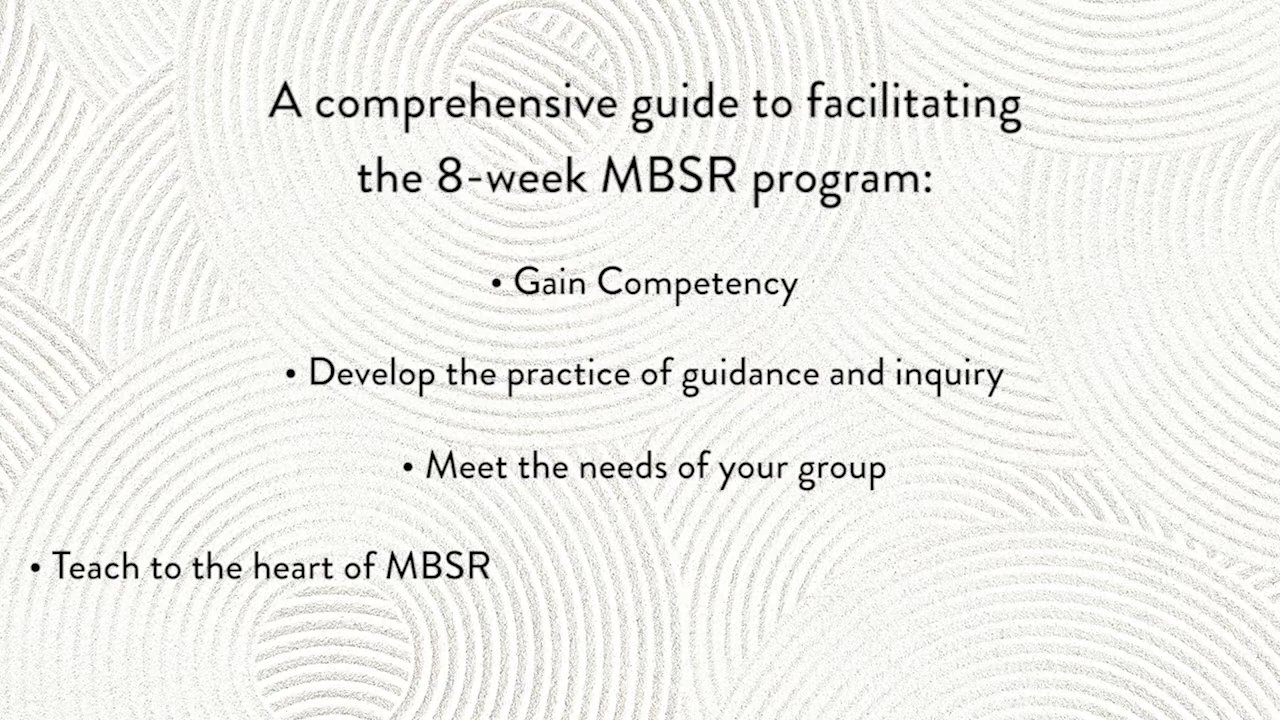 A comprehensive guide to facilitating
the 8-week MBSR program:
• Gain Competency
• Develop the practice of guidance and inquiry
• Meet the needs of your group
• Teach to the heart of MBSR